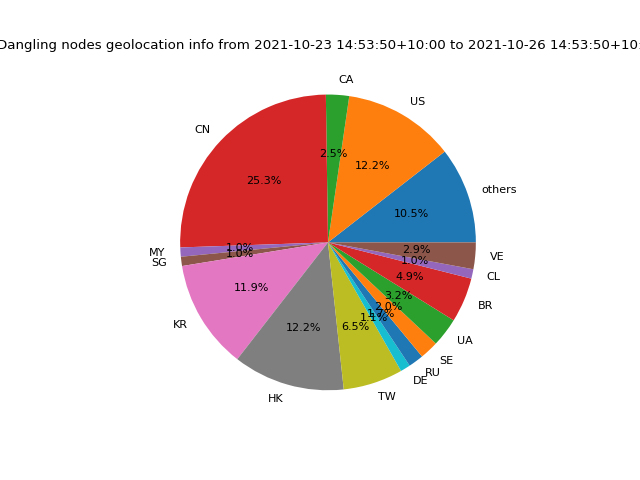 Dangling nodes geolocation info from 2021-10-23 14:53:50+10:00 to 2021-10-26 14:53:50+10:
CA
US
CN
2.5%
12.2%
25.3%
others
10.5%
MY
1.0%
2.9%
VE
SG
1.0%
1.0%
CL
4.9%
11.9%
3.2%
BR
2.0%
1.7%
1.1%
KR
12.2%
6.5%
UA
SE
RU
DE
HK
TW